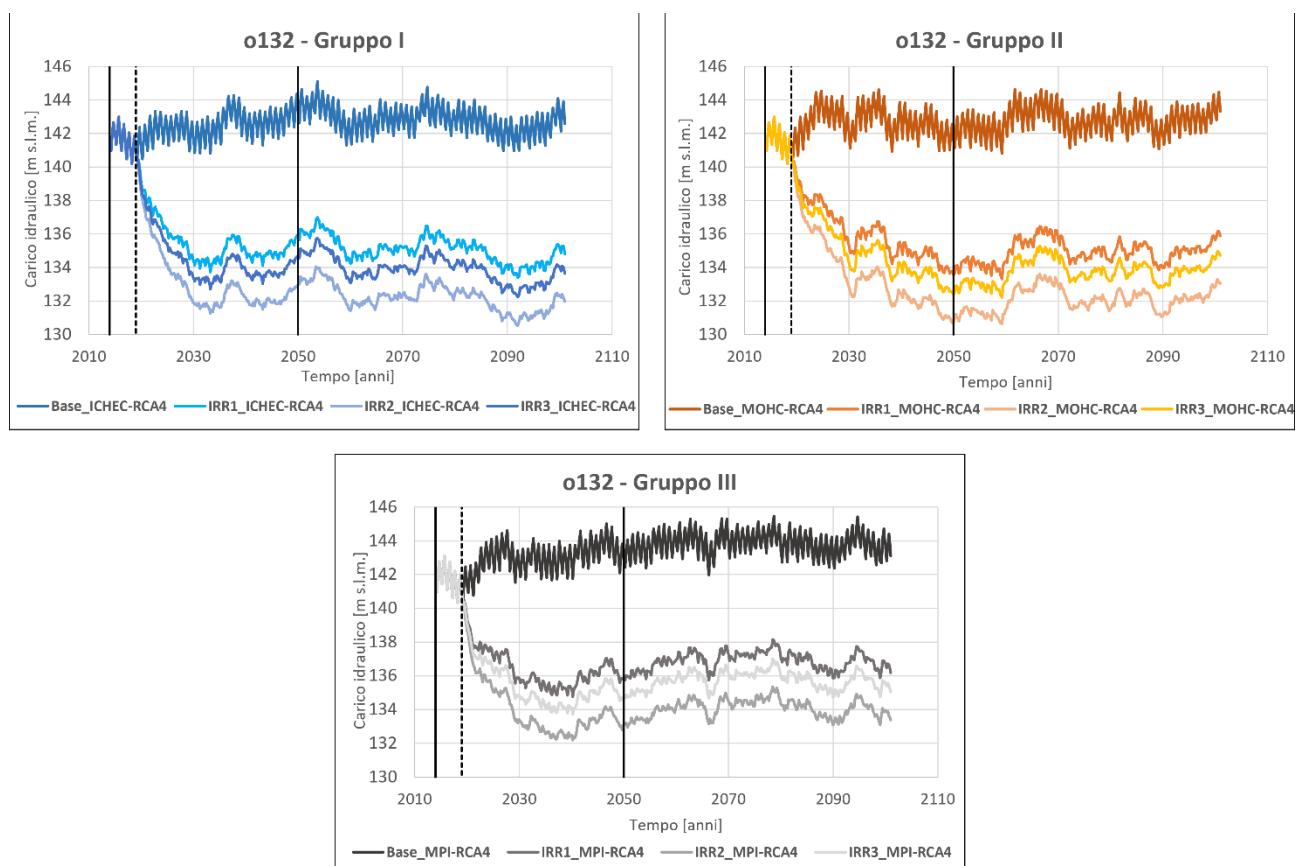 o132 - Gruppo I
Carico idraulico [m s.l.m.]
146
144
142
140
138
136
134
132
130
2010 2030 2050 2070 2090 2110
Tempo [anni]
Base_ICHEC-RCA4 IRR1_ICHEC-RCA4 IRR2_ICHEC-RCA4 IRR3_ICHEC-RCA4
o132 - Gruppo II
Carico idraulico [m s.l.m.]
146
144
142
140
138
136
134
132
130
2010 2030 2050 2070 2090 2110
Tempo [anni]
Base_MOHC-RCA4 IRR1_MOHC-RCA4 IRR2_MOHC-RCA4 IRR3_MOHC-RCA4
o132 - Gruppo III
Carico idraulico [m s.l.m.]
146
144
142
140
138
136
134
132
130
2010 2030 2050 2070 2090 2110
Tempo [anni]
Base_MPI-RCA4 IRR1_MPI-RCA4 IRR2_MPI-RCA4 IRR3_MPI-RCA4